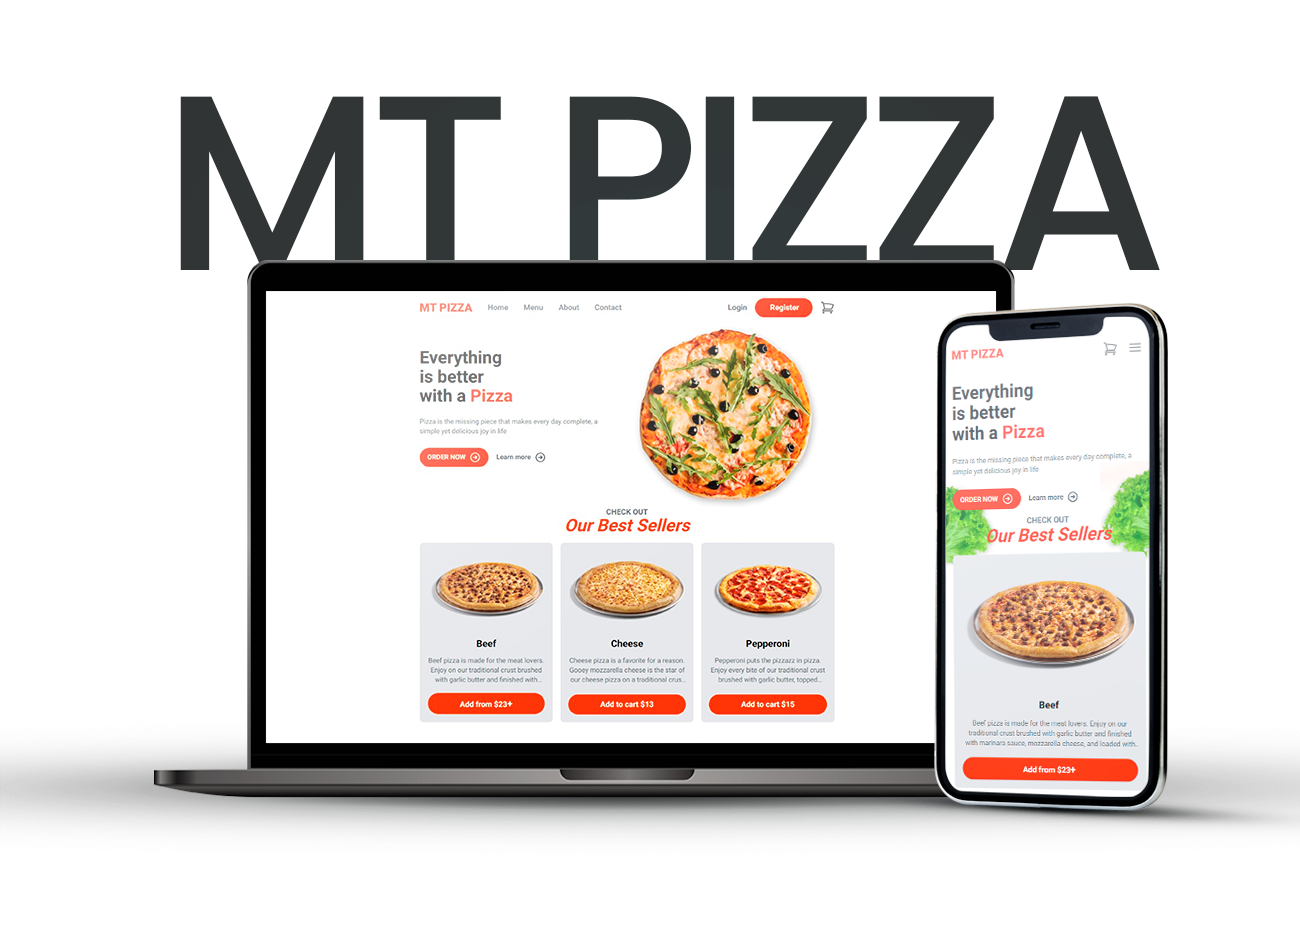 MT PIZZA
MT PIZZA Home Menu About Contact Login Register
Everything
is better
with a Pizza
Pizza is the missing piece that makes every day complete, a
simple yet delicious joy in life
ORDER NOW Learn more
CHECK OUT
Our Best Sellers
Beef
Beef pizza is made for the meat lovers.
Enjoy on our traditional crust brushed
with garlic butter and finished with...
Add from $23+
Cheese
Cheese pizza is a favorite for a reason.
Gooey mozzarella cheese is the star of
our cheese pizza on a traditional crus...
Add to cart $13
Pepperoni
Pepperoni puts the pizzazz in pizza.
Enjoy every bite of our traditional crust
brushed with garlic butter, topped...
Add to cart $15
MT PIZZA
Everything
is better
with a Pizza
Pizza is the missing piece that makes every day complete, a
simple yet delicious joy in life
ORDER NOW Learn more
CHECK OUT
Our Best Sellers
Beef
Beef pizza is made for the meat lovers. Enjoy on our
traditional crust brushed with garlic butter and finished
with marinara sauce, mozzarella cheese, and loaded with..
Add from $23+